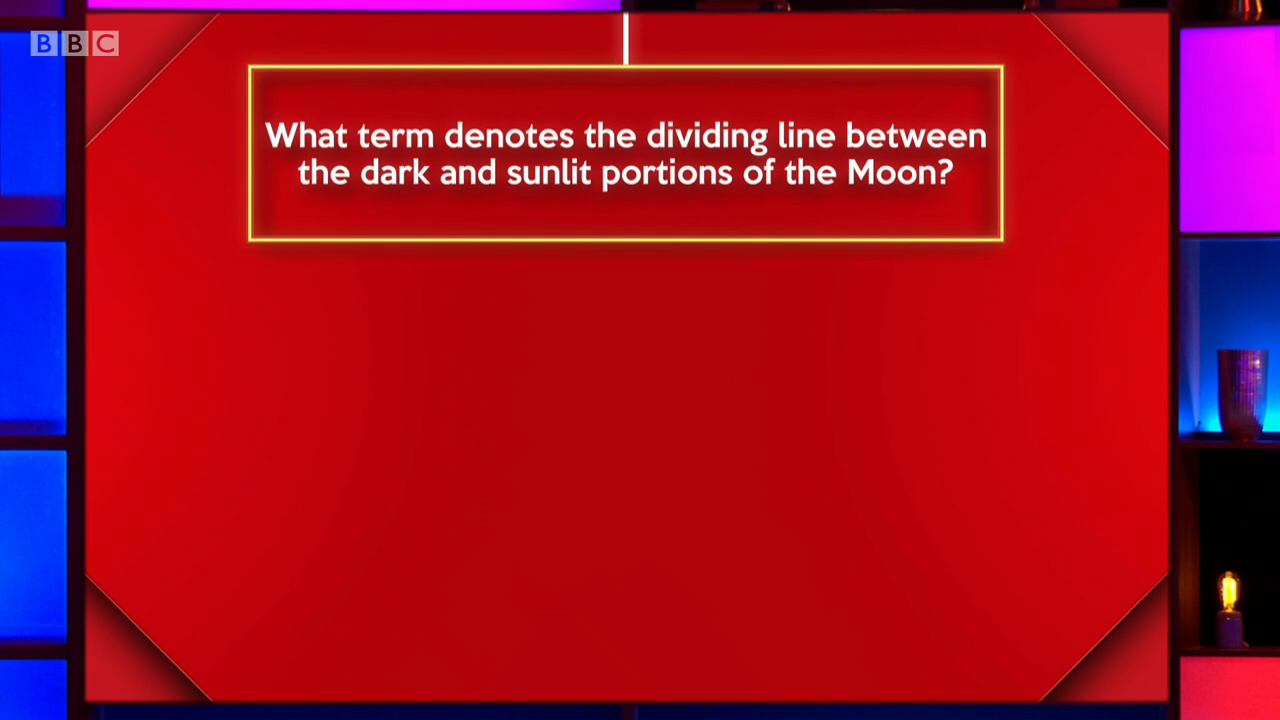 BBC
What term denotes the dividing line between
the dark and sunlit portions of the Moon?